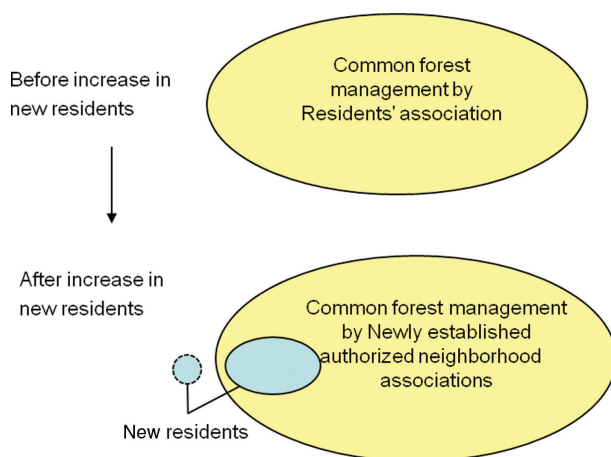 Before increase in
new residents
Common forest
management by
Residents' association
After increase in
new residents
Common forest management
by Newly established
authorized neighborhood
associations
New residents